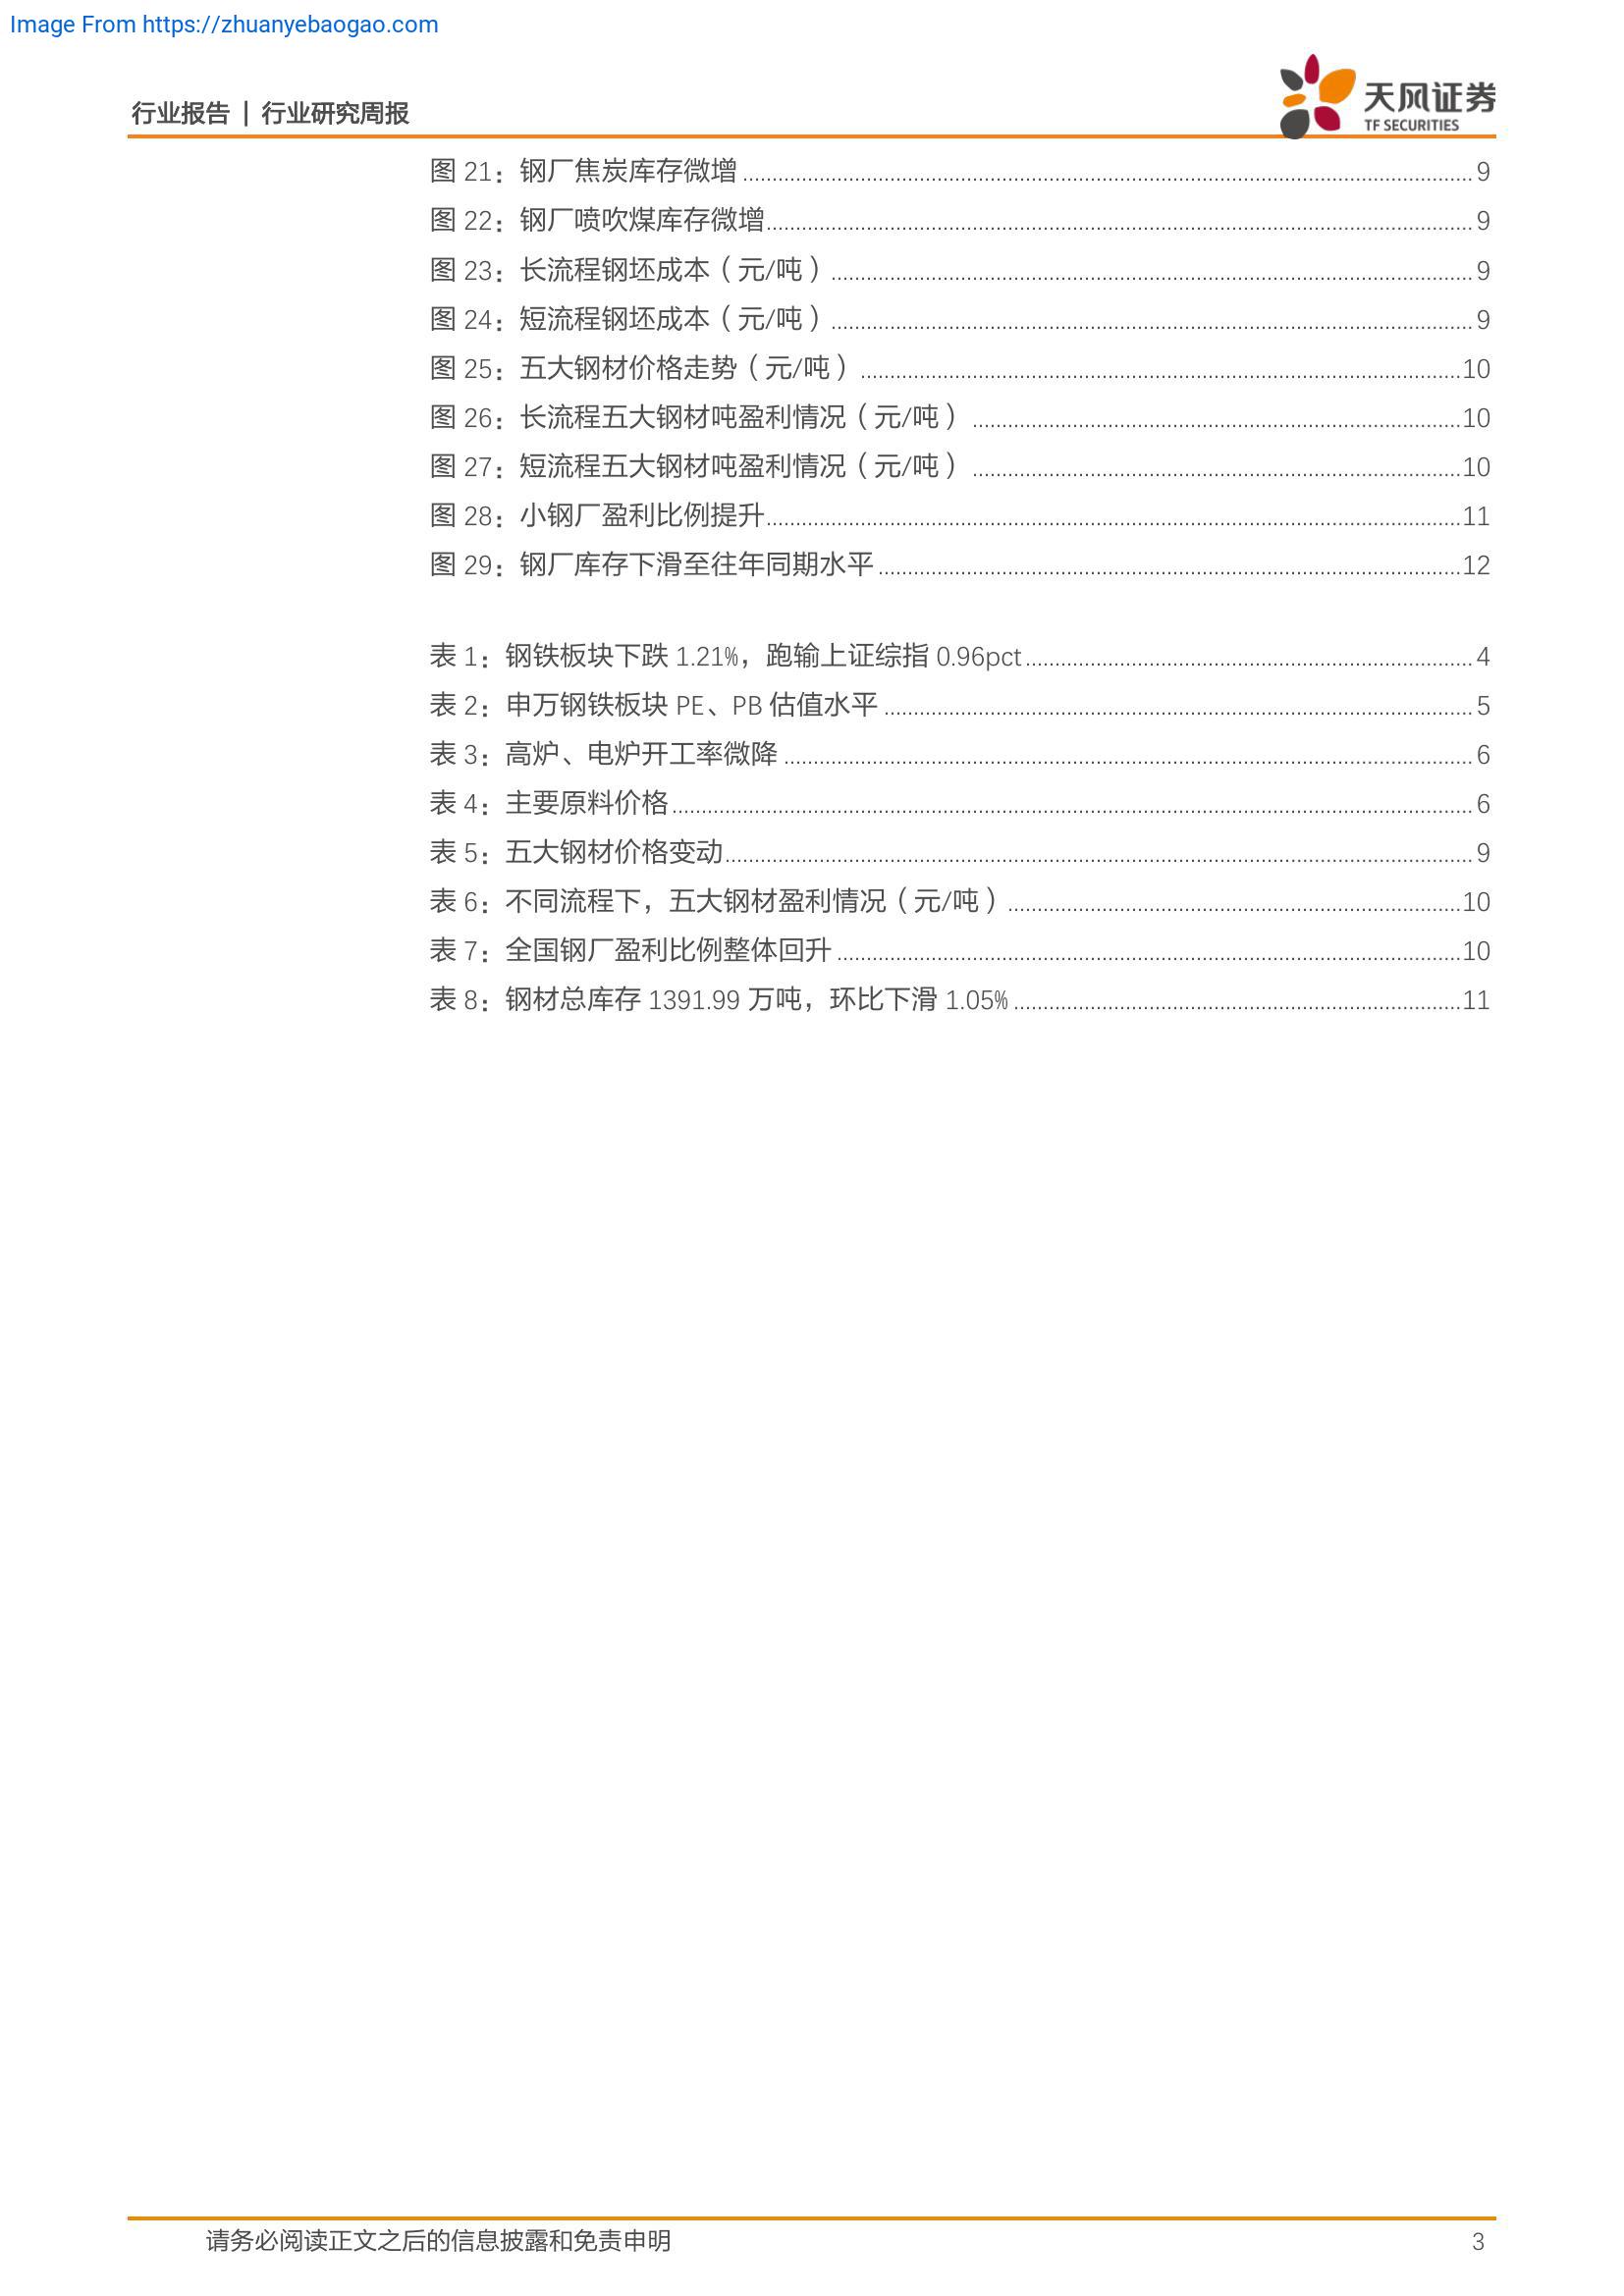 Image From https://zhuanyebaogao.com
行业报告 | 行业研究周报
天风证券
TF SECURITIES
图 21：钢厂焦炭库存微增 9
图 22：钢厂喷吹煤库存微增 9
图 23：长流程钢坯成本（元/吨） 9
图 24：短流程钢坯成本（元/吨） 9
图 25：五大钢材价格走势（元/吨） 10
图 26：长流程五大钢材吨盈利情况（元/吨） 10
图 27：短流程五大钢材吨盈利情况（元/吨） 10
图 28：小钢厂盈利比例提升 11
图 29：钢厂库存下滑至往年同期水平 12
表 1：钢铁板块下跌 1.21%，跑输上证综指 0.96pct 4
表 2：申万钢铁板块 PE、PB 估值水平 5
表 3：高炉、电炉开工率微降 6
表 4：主要原料价格 6
表 5：五大钢材价格变动 9
表 6：不同流程下，五大钢材盈利情况（元/吨） 10
表 7：全国钢厂盈利比例整体回升 10
表 8：钢材总库存 1391.99 万吨，环比下滑 1.05% 11
请务必阅读正文之后的信息披露和免责申明 3